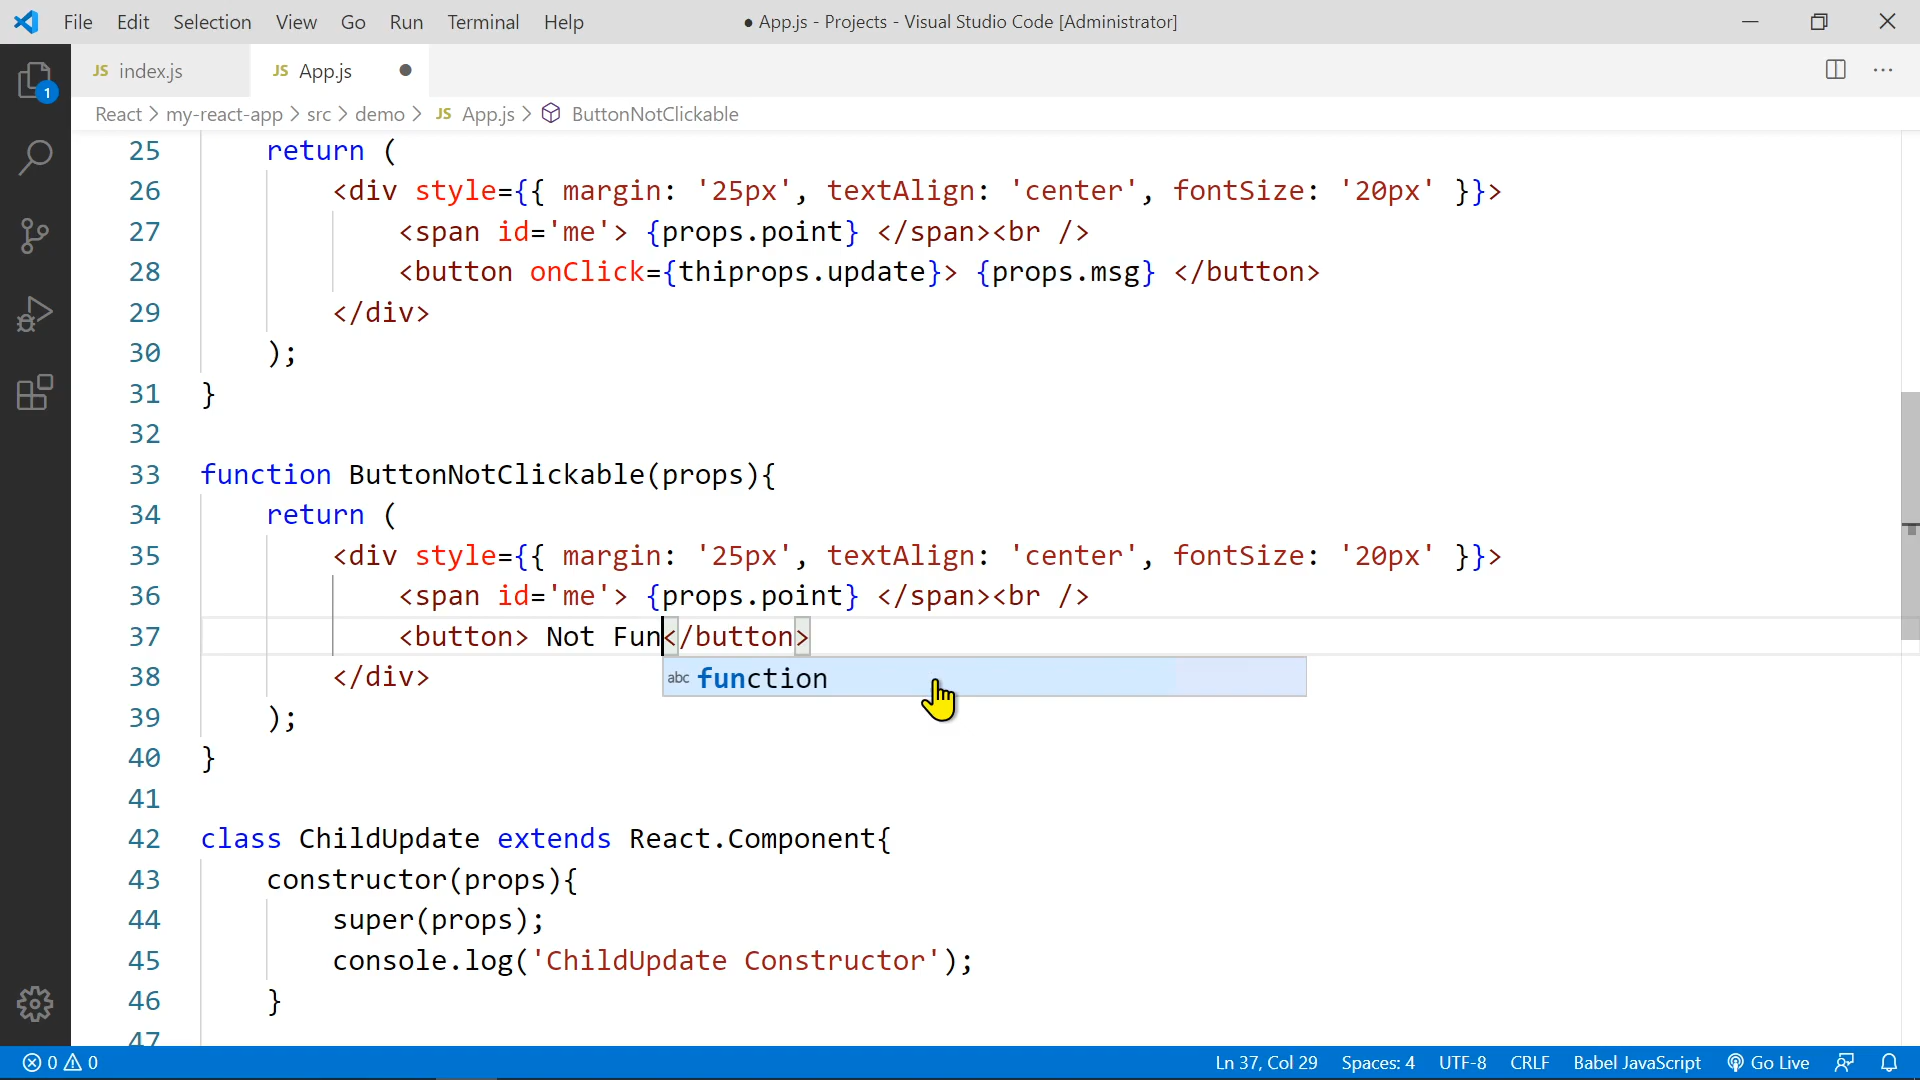 File Edit Selection View Go Run Terminal Help ● App.js - Projects - Visual Studio Code [Administrator]
JS index.js JS App.js ●
React > my-react-app > src > demo > JS App.js > ButtonNotClickable
1
25 return (
26 <div style={{ margin: '25px', textAlign: 'center', fontSize: '20px' }}>
27 <span id='me'> {props.point} </span><br />
28 <button onClick={thiprops.update}> {props.msg} </button>
29 </div>
30 );
31 }
32
33 function ButtonNotClickable(props){
34 return (
35 <div style={{ margin: '25px', textAlign: 'center', fontSize: '20px' }}>
36 <span id='me'> {props.point} </span><br />
37 <button> Not Fun</button>
abc function
38 </div>
39 );
40 }
41
42 class ChildUpdate extends React.Component{
43 constructor(props){
44 super(props);
45 console.log('ChildUpdate Constructor');
46 }
47
0 0 Ln 37, Col 29 Spaces: 4 UTF-8 CRLF Babel JavaScript Go Live